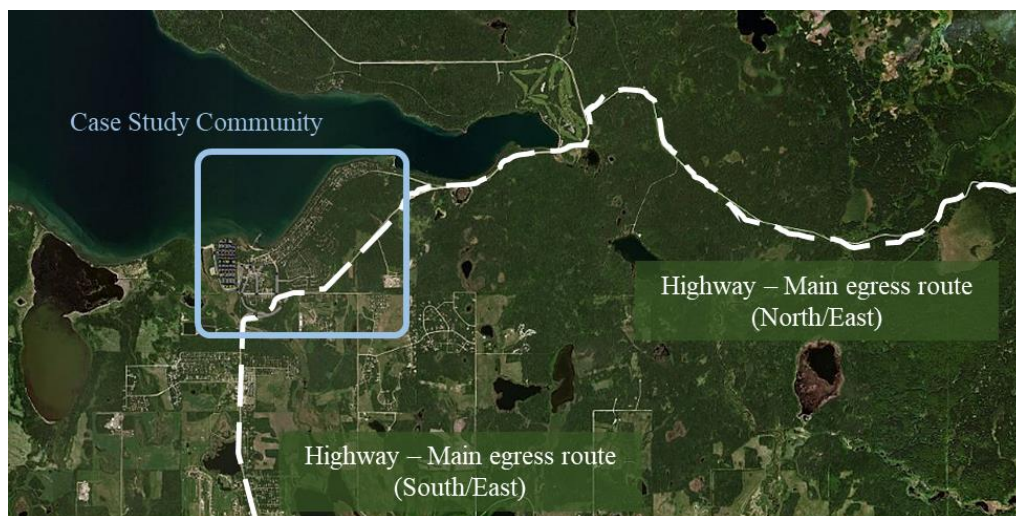 Case Study Community
Highway – Main egress route
(North/East)
Highway – Main egress route
(South/East)